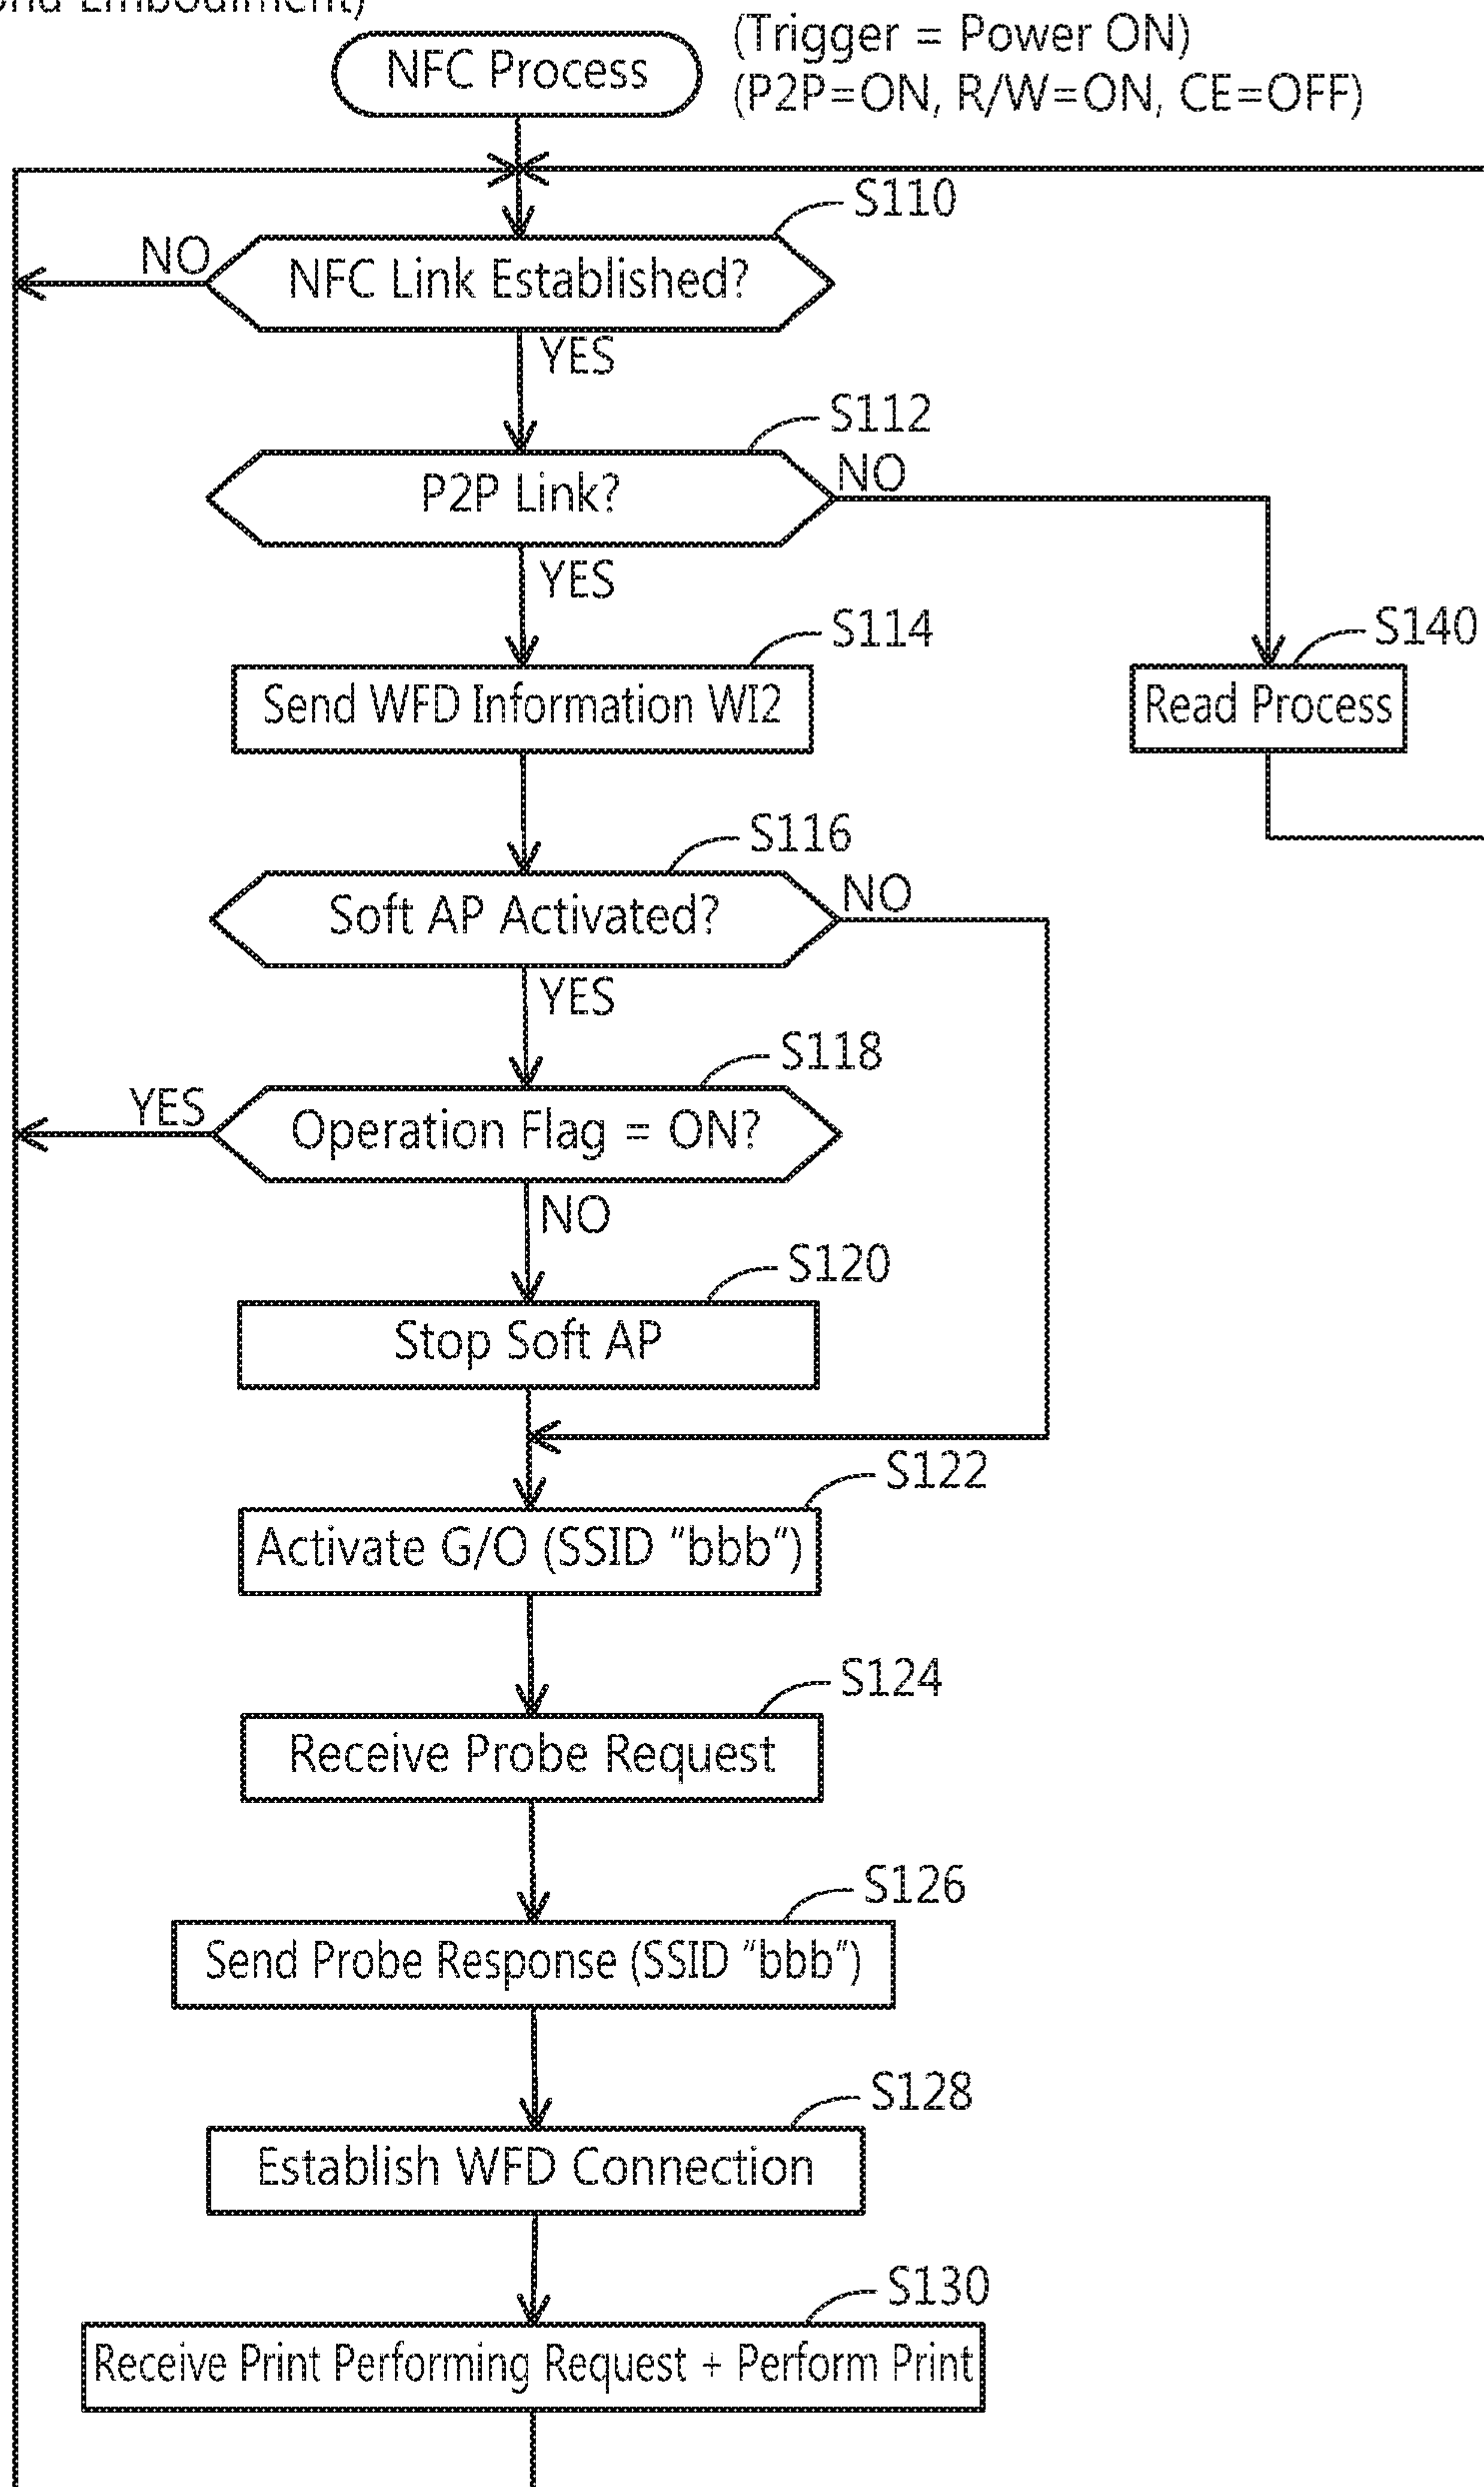 Embodiment)
NFC Process
(Trigger = Power ON)
(P2P=ON, R/W=ON, CE=OFF)
S110
NO
NFC Link Established?
YES
S112
P2P Link?
NO
YES
S114
Send WFD Information WI2
S140
Read Process
S116
Soft AP Activated?
NO
YES
S118
YES
Operation Flag = ON?
NO
S120
Stop Soft AP
S122
Activate G/O (SSID "bbb")
S124
Receive Probe Request
S126
Send Probe Response (SSID "bbb")
S128
Establish WFD Connection
S130
Receive Print Performing Request + Perform Print